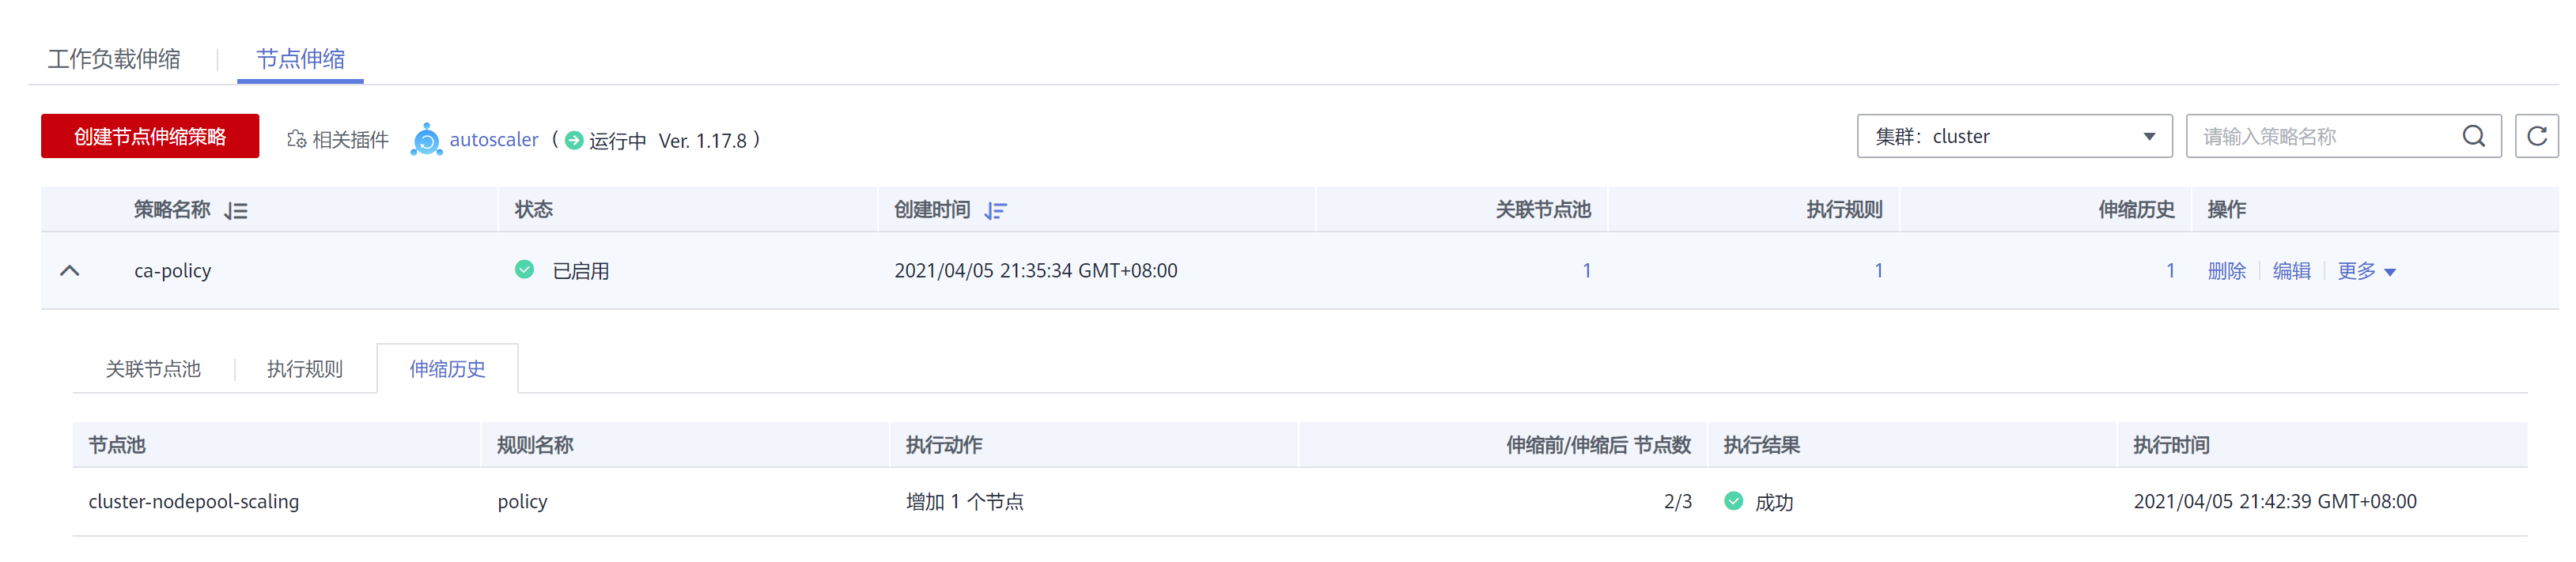 工作负载伸缩 节点伸缩
创建节点伸缩策略 相关插件 autoscaler ( 运行中 Ver. 1.17.8 ) 集群: cluster 请输入策略名称
策略名称 状态 创建时间 关联节点池 执行规则 伸缩历史 操作
ca-policy 已启用 2021/04/05 21:35:34 GMT+08:00 1 1 1 删除 编辑 更多
关联节点池 执行规则 伸缩历史
节点池 规则名称 执行动作 伸缩前/伸缩后 节点数 执行结果 执行时间
cluster-nodepool-scaling policy 增加 1 个节点 2/3 成功 2021/04/05 21:42:39 GMT+08:00